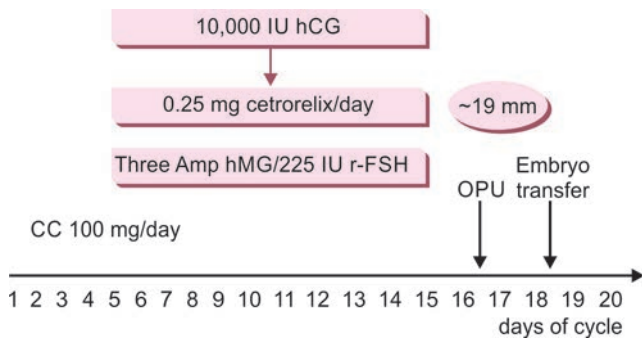 10,000 IU hCG
0.25 mg cetrorelix/day
~19 mm
Three Amp hMG/225 IU r-FSH
Embryo
OPU transfer
CC 100 mg/day
1 2 3 4 5 6 7 8 9 10 11 12 13 14 15 16 17 18 19 20
days of cycle